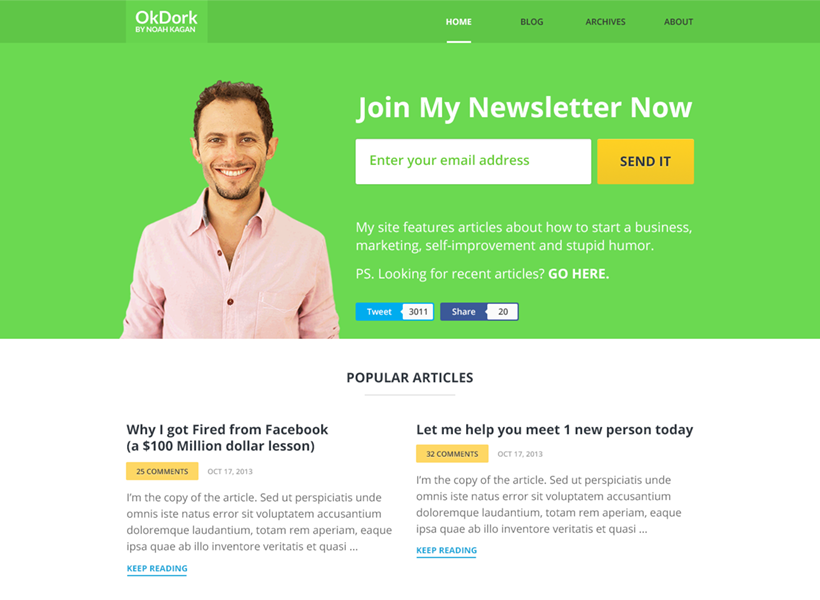 OkDork
BY NOAH KAGAN
HOME
BLOG
ARCHIVES
ABOUT
Join My Newsletter Now
Enter your email address
SEND IT
My site features articles about how to start a business,
marketing, self-improvement and stupid humor.
PS. Looking for recent articles? GO HERE.
Tweet
3011
Share
20
POPULAR ARTICLES
Why I got Fired from Facebook
(a $100 Million dollar lesson)
25 COMMENTS
OCT 17, 2013
I'm the copy of the article. Sed ut perspiciatis unde
omnis iste natus error sit voluptatem accusantium
doloremque laudantium, totam rem aperiam, eaque
ipsa quae ab illo inventore veritatis et quasi ...
KEEP READING
Let me help you meet 1 new person today
32 COMMENTS
OCT 17, 2013
I'm the copy of the article. Sed ut perspiciatis unde
omnis iste natus error sit voluptatem accusantium
doloremque laudantium, totam rem aperiam, eaque
ipsa quae ab illo inventore veritatis et quasi ...
KEEP READING